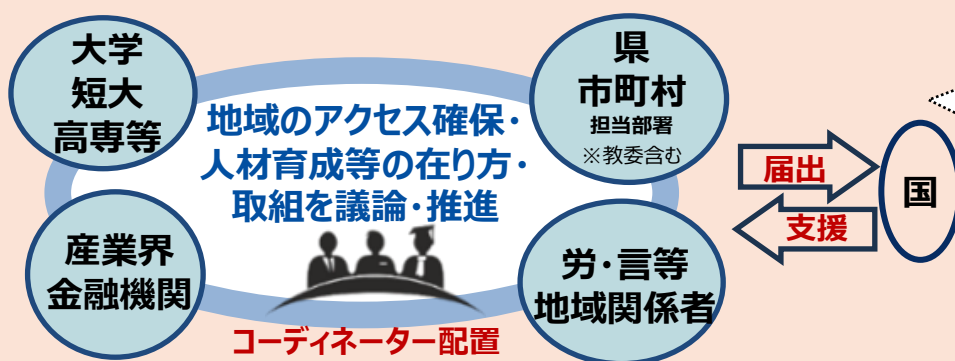 大学
短大
高専等
県
市町村
担当部署
※教委含む
地域のアクセス確保・
人材育成等の在り方・
取組を議論・推進
届出
支援
国
産業界
金融機関
労・言等
地域関係者
コーディネーター配置